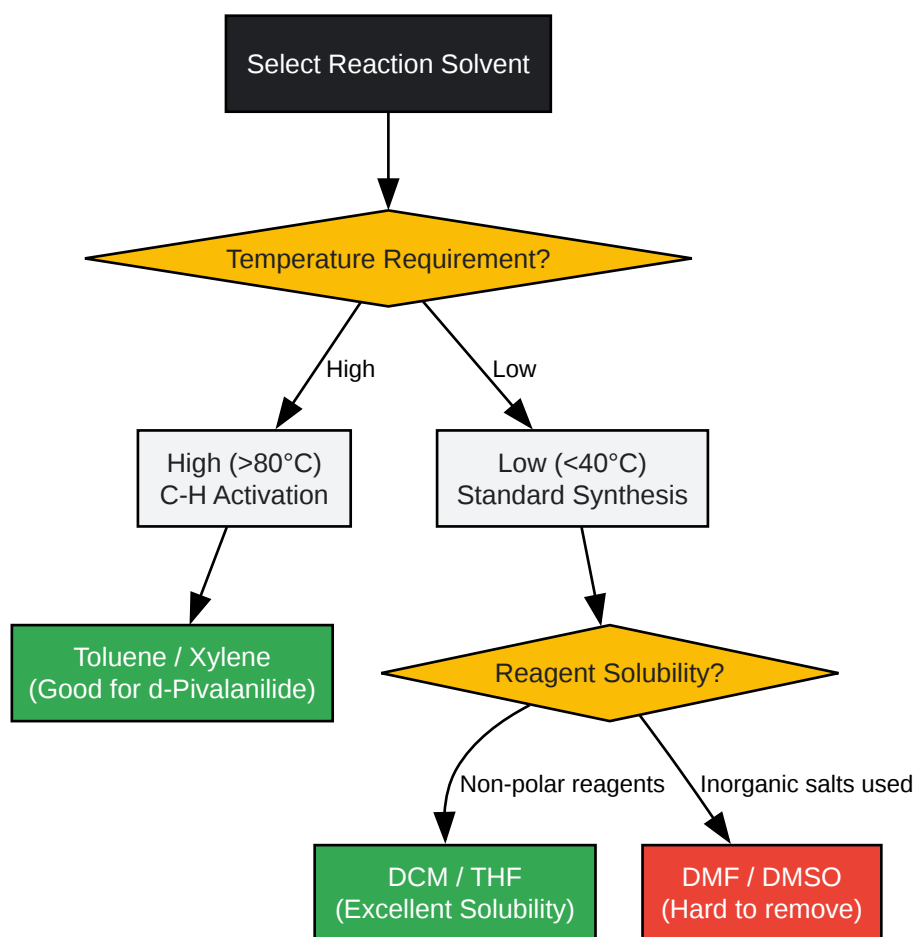 Select Reaction Solvent
Temperature Requirement?
High
Low
High (>80°C)
C-H Activation
Low (<40°C)
Standard Synthesis
Toluene / Xylene
(Good for d-Pivalanilide)
Reagent Solubility?
Non-polar reagents
Inorganic salts used
DCM / THF
(Excellent Solubility)
DMF / DMSO
(Hard to remove)